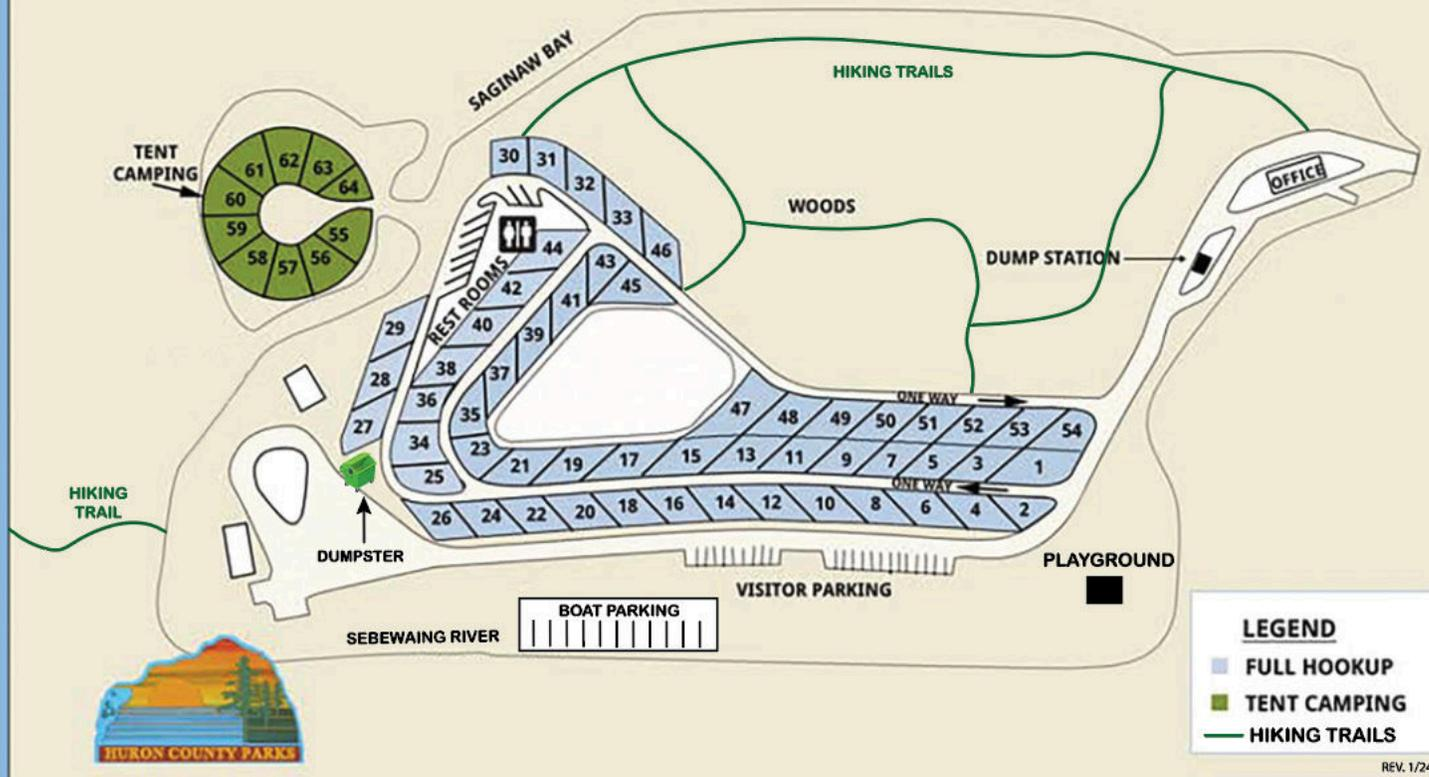 SAGINAW BAY
HIKING TRAILS
TENT
CAMPING
61
62
63
64
60
59
58
57
56
55
30
31
32
33
46
WOODS
OFFICE
DUMP STATION
REST ROOMS
44
43
45
42
41
40
39
38
37
36
35
34
25
23
29
28
27
ONE WAY
47
48
49
50
51
52
53
54
21
19
17
15
13
11
9
7
5
3
1
ONE WAY
26
24
22
20
18
16
14
12
10
8
6
4
2
HIKING
TRAIL
DUMPSTER
VISITOR PARKING
PLAYGROUND
BOAT PARKING
SEBEWAING RIVER
HURON COUNTY PARKS
LEGEND
FULL HOOKUP
TENT CAMPING
HIKING TRAILS
REV. 1/24